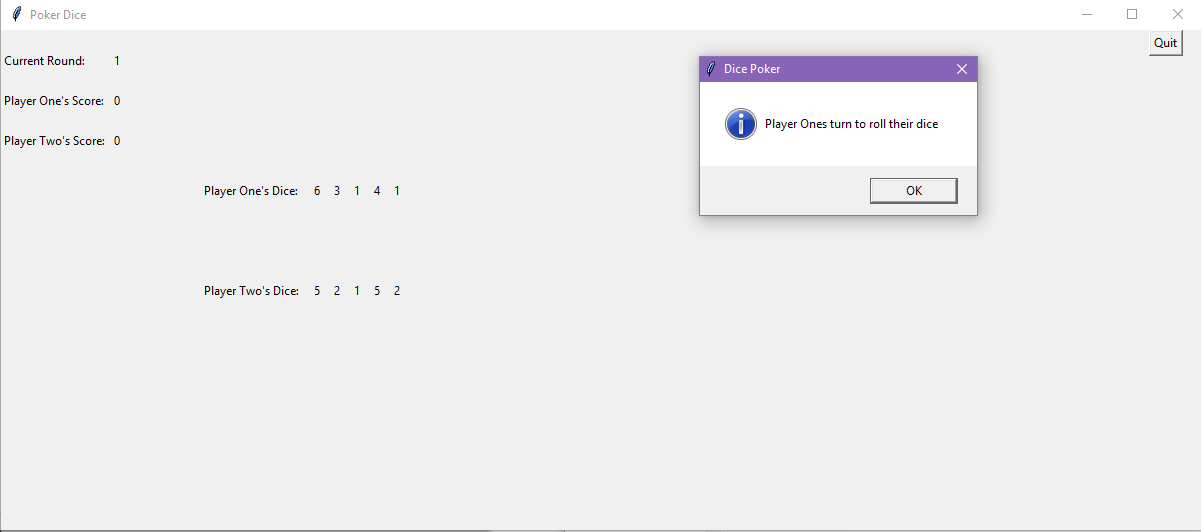 Poker Dice
Quit
Current Round: 1
Dice Poker
Player One's Score: 0
Player Ones turn to roll their dice
Player Two's Score: 0
Player One's Dice: 6 3 1 4 1
OK
Player Two's Dice: 5 2 1 5 2